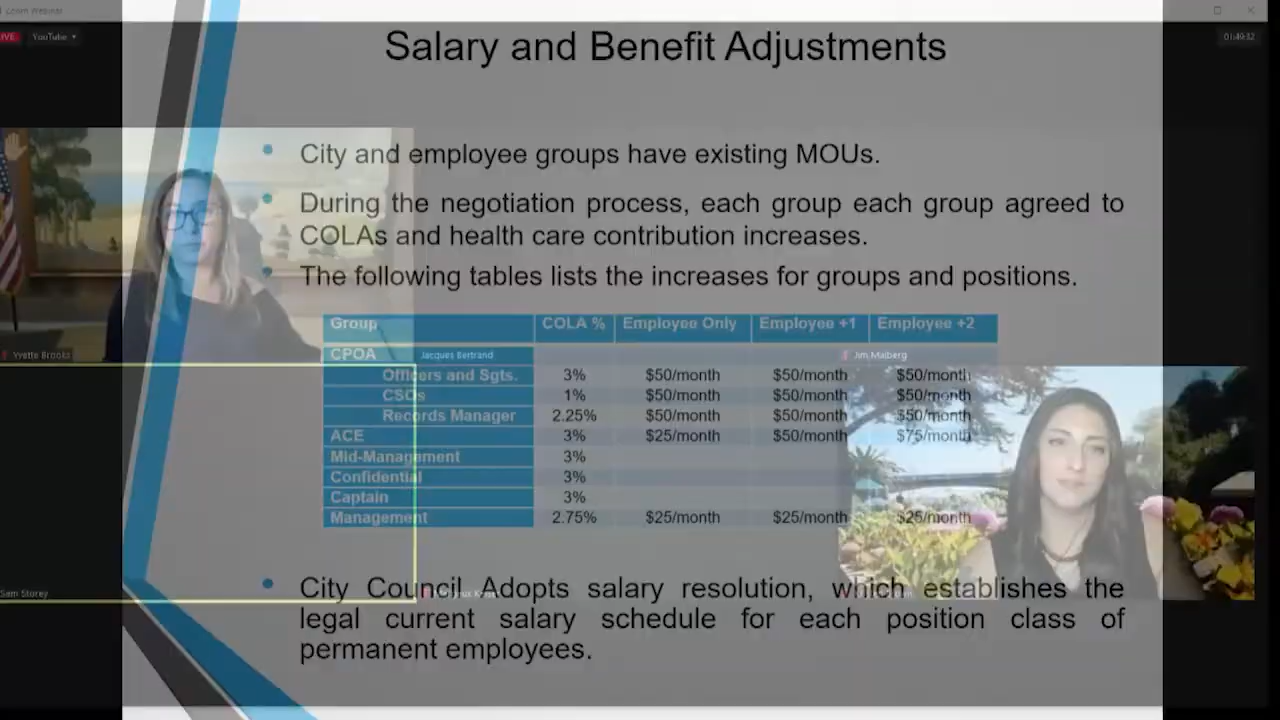 Zoom Webinar
LIVE
YouTube
01:49:32
Salary and Benefit Adjustments
City and employee groups have existing MOUs.
During the negotiation process, each group each group agreed to
COLAs and health care contribution increases.
The following tables lists the increases for groups and positions.
Group COLA % Employee Only Employee +1 Employee +2
Yvette Brooks
CPOA
Jacques Bertrand
Jim Malberg
Officers and Sgts. 3% $50/month $50/month $50/month
CSOs 1% $50/month $50/month $50/month
Records Manager 2.25% $50/month $50/month $50/month
ACE 3% $25/month $50/month $75/month
Mid-Management 3%
Confidential 3%
Captain 3%
Management 2.75% $25/month $25/month $25/month
Sam Storey
City Council Adopts salary resolution, which establishes the
legal current salary schedule for each position class of
permanent employees.